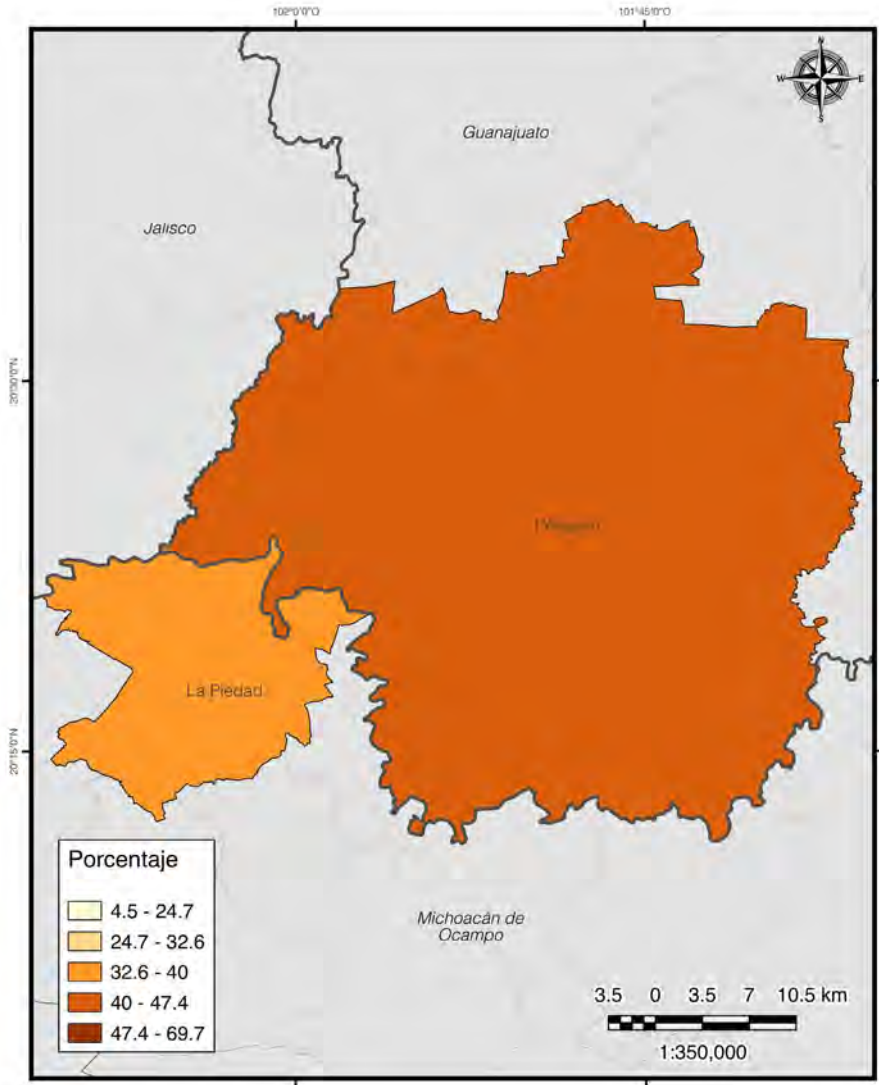 102°0'0"O
101°45'0"O
N
W
E
S
Guanajuato
Jalisco
20°30'0"N
La Piedad
20°15'0"N
Porcentaje
4.5 - 24.7
24.7 - 32.6
32.6 - 40
40 - 47.4
47.4 - 69.7
Michoacán de
Ocampo
3.5 0 3.5 7 10.5 km
1:350,000